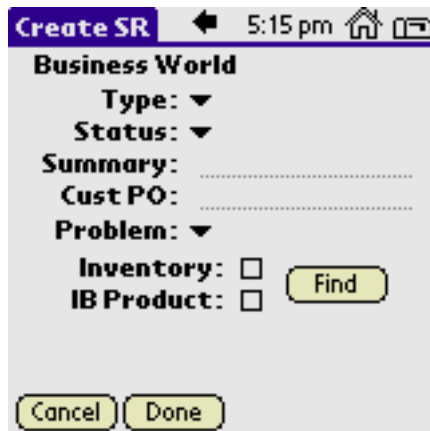 Create SR 5:15 pm
Business World
Type:
Status:
Summary:
Cust PO:
Problem:
Inventory:
IB Product:
Find
Cancel Done